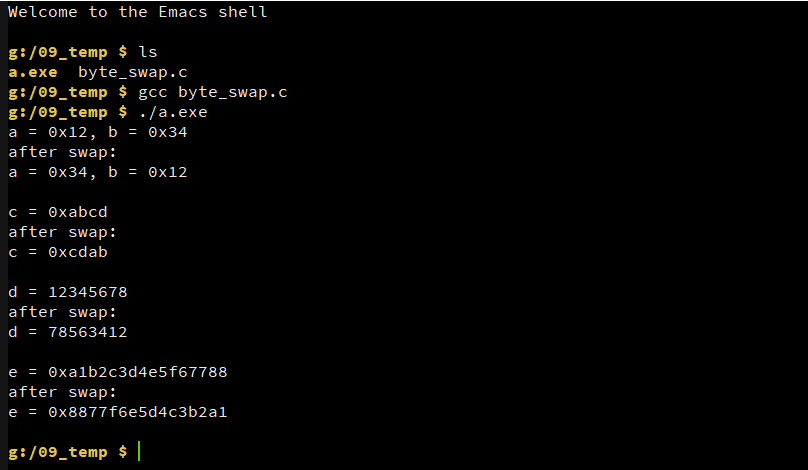 Welcome to the Emacs shell
g:/09_temp $ ls
a.exe  byte_swap.c
g:/09_temp $ gcc byte_swap.c
g:/09_temp $ ./a.exe
a = 0x12, b = 0x34
after swap:
a = 0x34, b = 0x12
c = 0xabcd
after swap:
c = 0xcdab
d = 12345678
after swap:
d = 78563412
e = 0xa1b2c3d4e5f67788
after swap:
e = 0x8877f6e5d4c3b2a1
g:/09_temp $